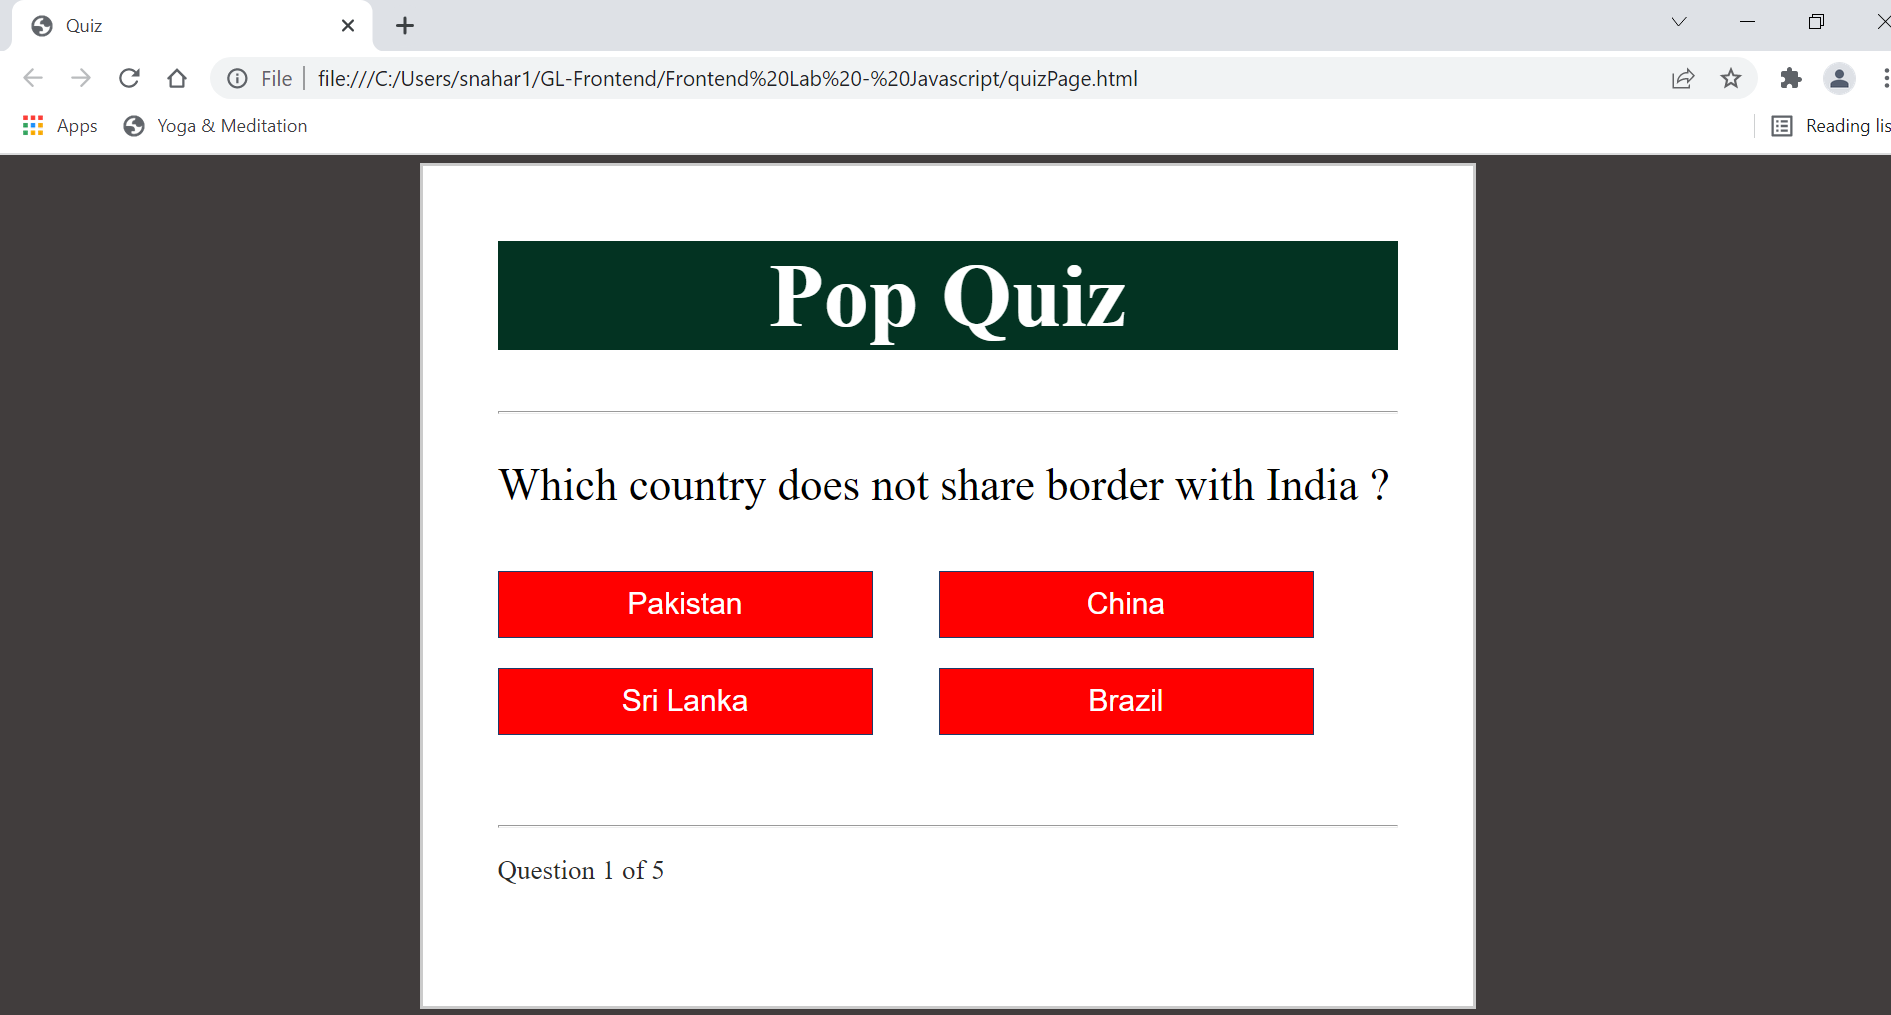 Quiz
File
file:///C:/Users/snahar1/GL-Frontend/Frontend%20Lab%20-%20Javascript/quizPage.html
Apps
Yoga & Meditation
Reading lis
Pop Quiz
Which country does not share border with India ?
Pakistan
China
Sri Lanka
Brazil
Question 1 of 5